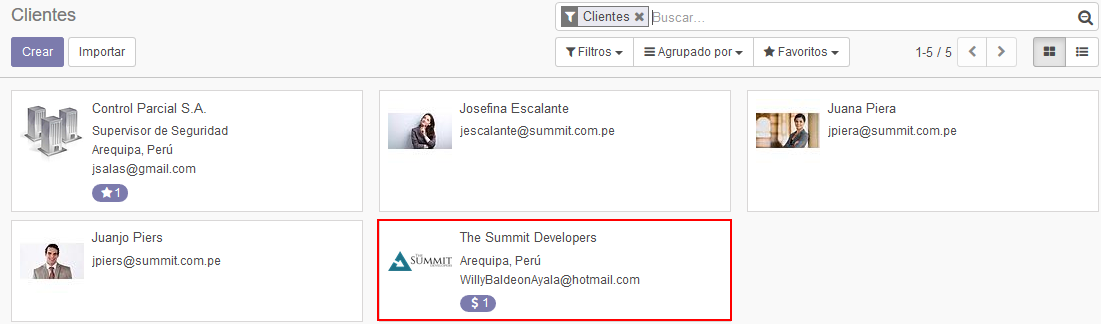 Clientes
Clientes
Buscar...
Crear
Importar
Filtros
Agrupado por
Favoritos
1-5 / 5
Control Parcial S.A.
Supervisor de Seguridad
Arequipa, Perú
jsalas@gmail.com
1
Josefina Escalante
jescalante@summit.com.pe
Juana Piera
jpiera@summit.com.pe
Juanjo Piers
jpiers@summit.com.pe
SUMMIT
The Summit Developers
Arequipa, Perú
WillyBaldeonAyala@hotmail.com
$ 1